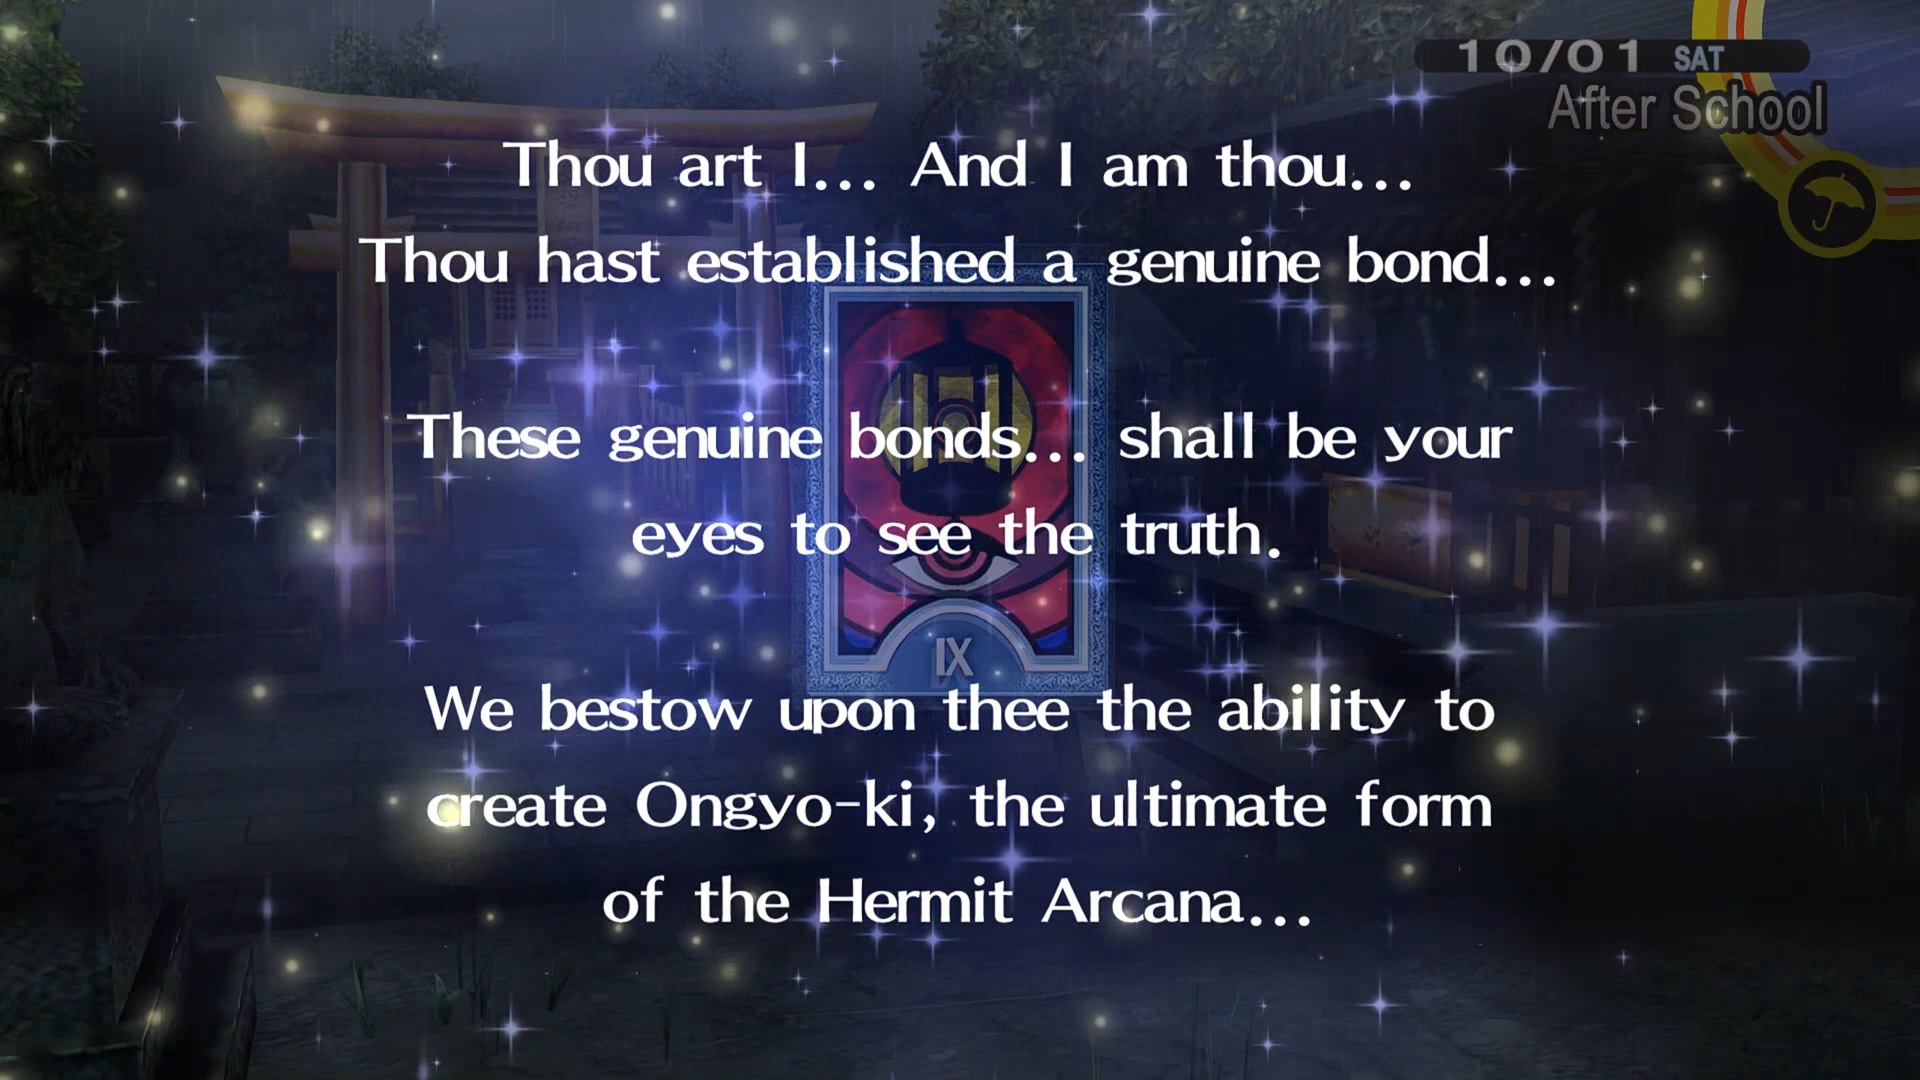 10/01 SAT
After School
Thou art I... And I am thou...
Thou hast established a genuine bond...
These genuine bonds... shall be your
eyes to see the truth.
IX
We bestow upon thee the ability to
create Ongyo-ki, the ultimate form
of the Hermit Arcana...